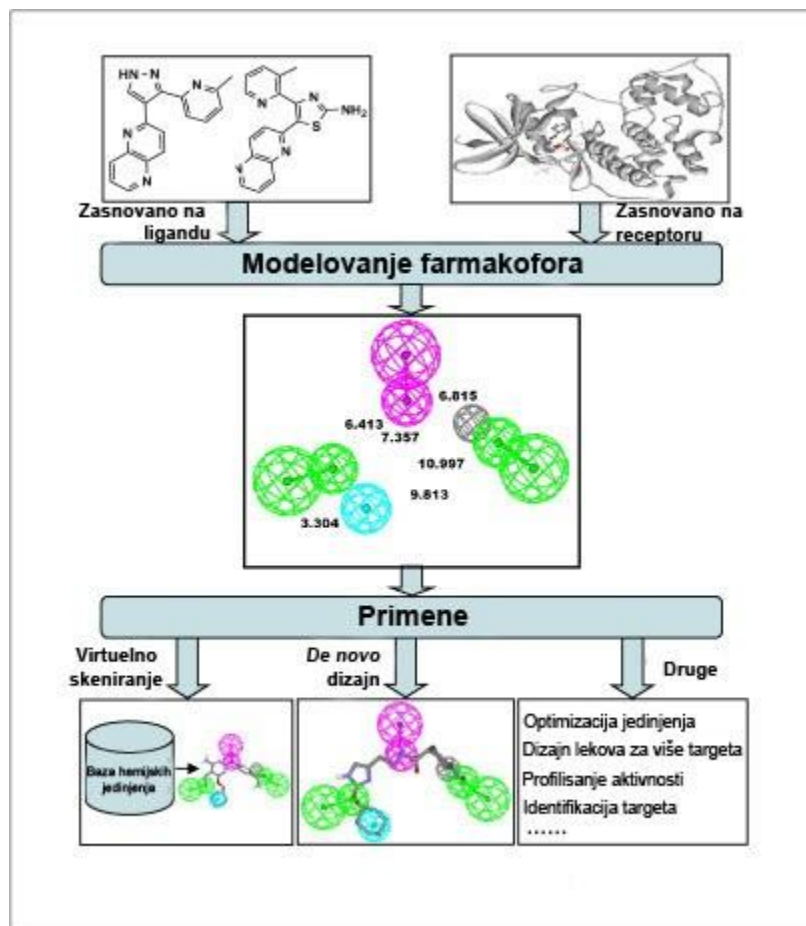 HN-N
N
N
N
N
N
N
NH₂
S
N
N
Zasnovano na
ligandu
Zasnovano na
receptoru
Modelovanje farmakofora
6.815
6.413
7.357
10.997
9.813
3.304
Primene
Virtuelno
skeniranje
De novo
dizajn
Druge
Baza hemijskih
jedinjenja
Optimizacija jedinjenja
Dizajn lekova za više targeta
Profilisanje aktivnosti
Identifikacija targeta
......